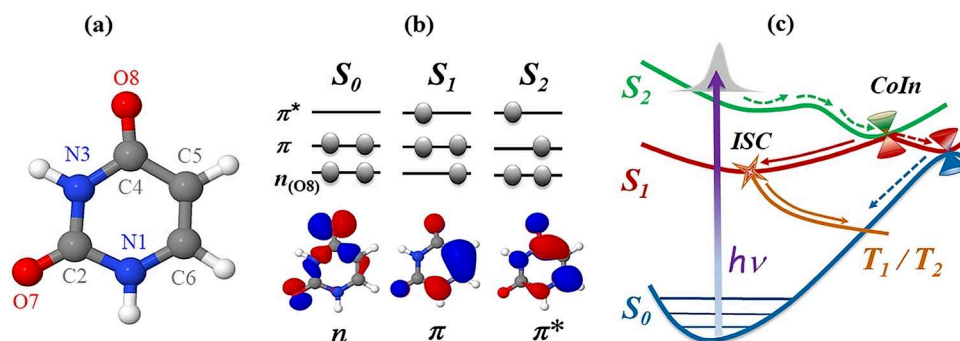 (a)
O8
N3
C5
C4
N1
C2
C6
O7
(b)
S0 S1 S2
π*
π
n(O8)
n π π*
(c)
S2
CoIn
ISC
S1
hν
T1 / T2
S0